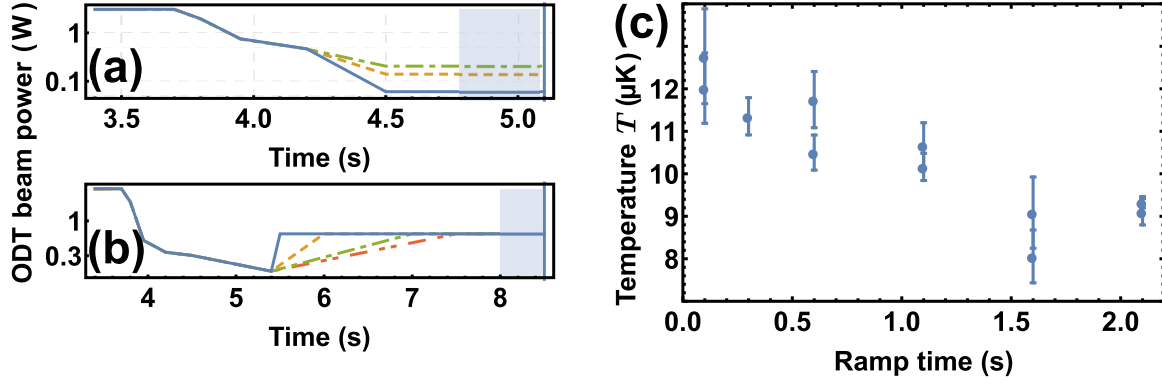 ODT beam power (W)
(a)
1
0.1
3.5 4.0 4.5 5.0
Time (s)
(b)
1
0.3
4 5 6 7 8
Time (s)
(c)
Temperature T (μK)
12
11
10
9
8
0.0 0.5 1.0 1.5 2.0
Ramp time (s)